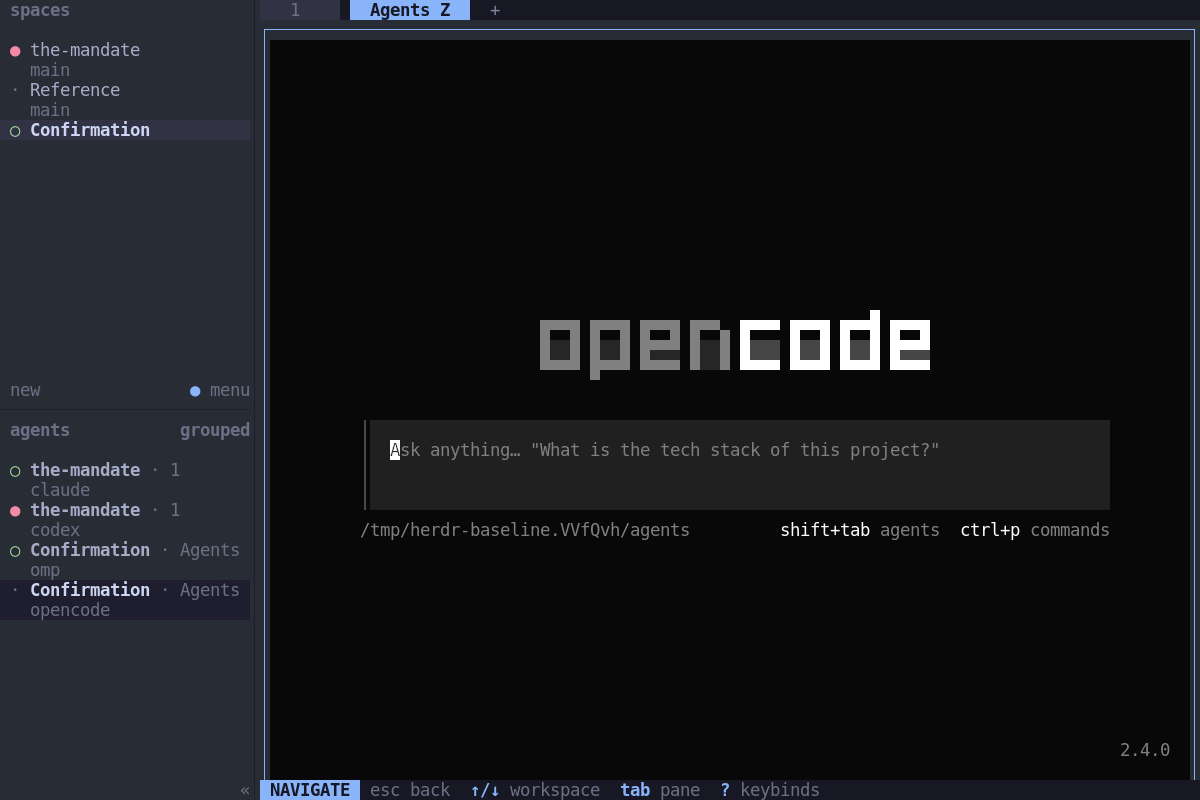 spaces
● the-mandate
main
· Reference
main
○ Confirmation
new ● menu
agents grouped
○ the-mandate · 1
claude
● the-mandate · 1
codex
○ Confirmation · Agents
omp
· Confirmation · Agents
opencode
«
1 Agents Z +
opencode
Ask anything… "What is the tech stack of this project?"
/tmp/herdr-baseline.VVfQvh/agents shift+tab agents ctrl+p commands
2.4.0
NAVIGATE esc back ↑/↓ workspace tab pane ? keybinds